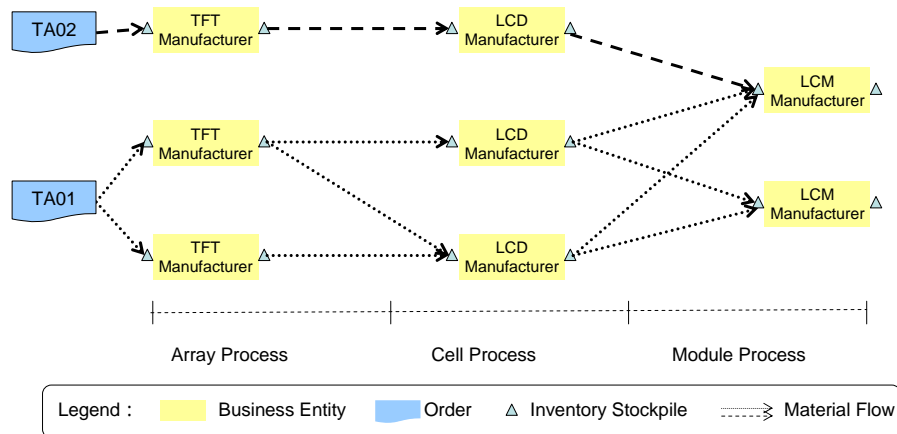 TA02
TFT
Manufacturer
LCD
Manufacturer
LCM
Manufacturer
TFT
Manufacturer
LCD
Manufacturer
TA01
LCM
Manufacturer
TFT
Manufacturer
LCD
Manufacturer
Array Process
Cell Process
Module Process
Legend :
Business Entity
Order
Inventory Stockpile
Material Flow